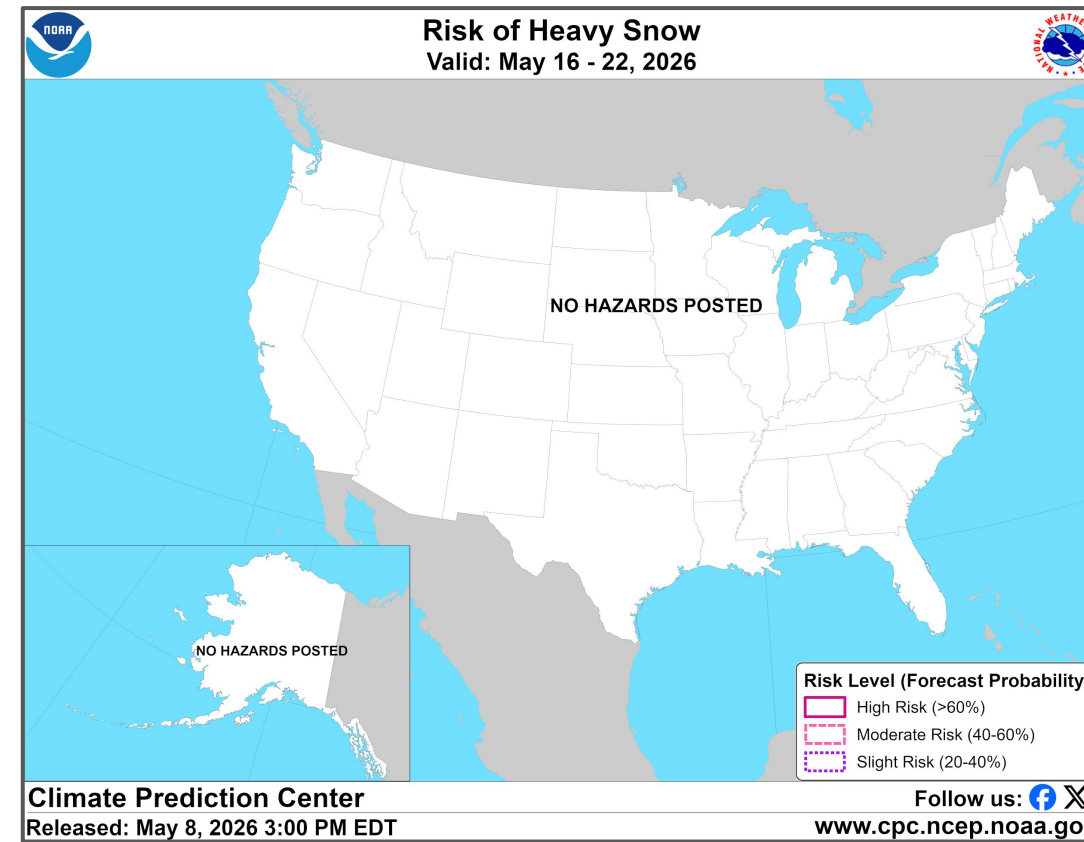 NOAA
Risk of Heavy Snow
Valid: May 16 - 22, 2026
NO HAZARDS POSTED
NO HAZARDS POSTED
Risk Level (Forecast Probability
High Risk (>60%)
Moderate Risk (40-60%)
Slight Risk (20-40%)
Climate Prediction Center
Follow us:
Released: May 8, 2026 3:00 PM EDT
www.cpc.ncep.noaa.go